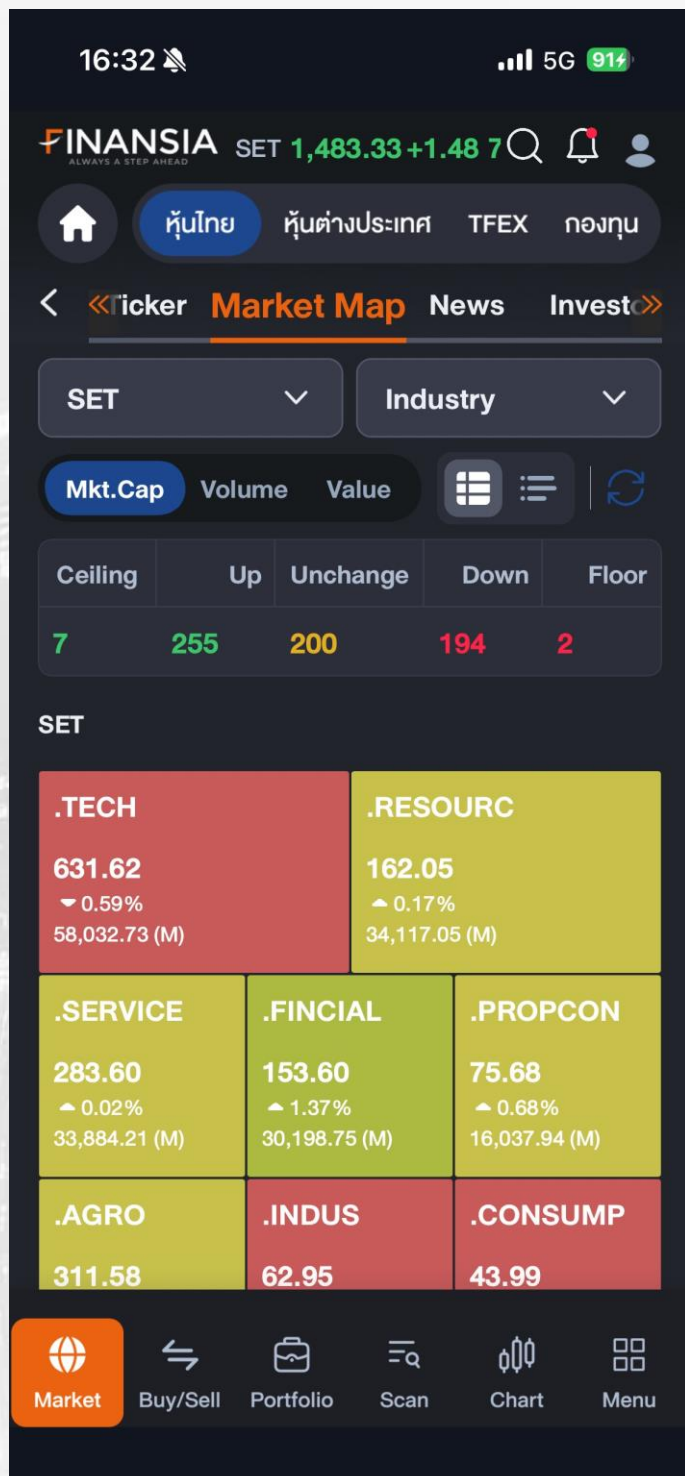 16:32
5G 91
FINANSIA
ALWAYS A STEP AHEAD
SET 1,483.33 +1.48 7
หุ้นไทย หุ้นต่างประเทศ TFEX กองทุน
Ticker Market Map News Invest
SET Industry
Mkt.Cap Volume Value
Ceiling Up Unchange Down Floor
7 255 200 194 2
SET
.TECH .RESOURC
631.62 162.05
0.59% 0.17%
58,032.73 (M) 34,117.05 (M)
.SERVICE .FINCIAL .PROPCON
283.60 153.60 75.68
0.02% 1.37% 0.68%
33,884.21 (M) 30,198.75 (M) 16,037.94 (M)
.AGRO .INDUS .CONSUMP
311.58 62.95 43.99
Market Buy/Sell Portfolio Scan Chart Menu